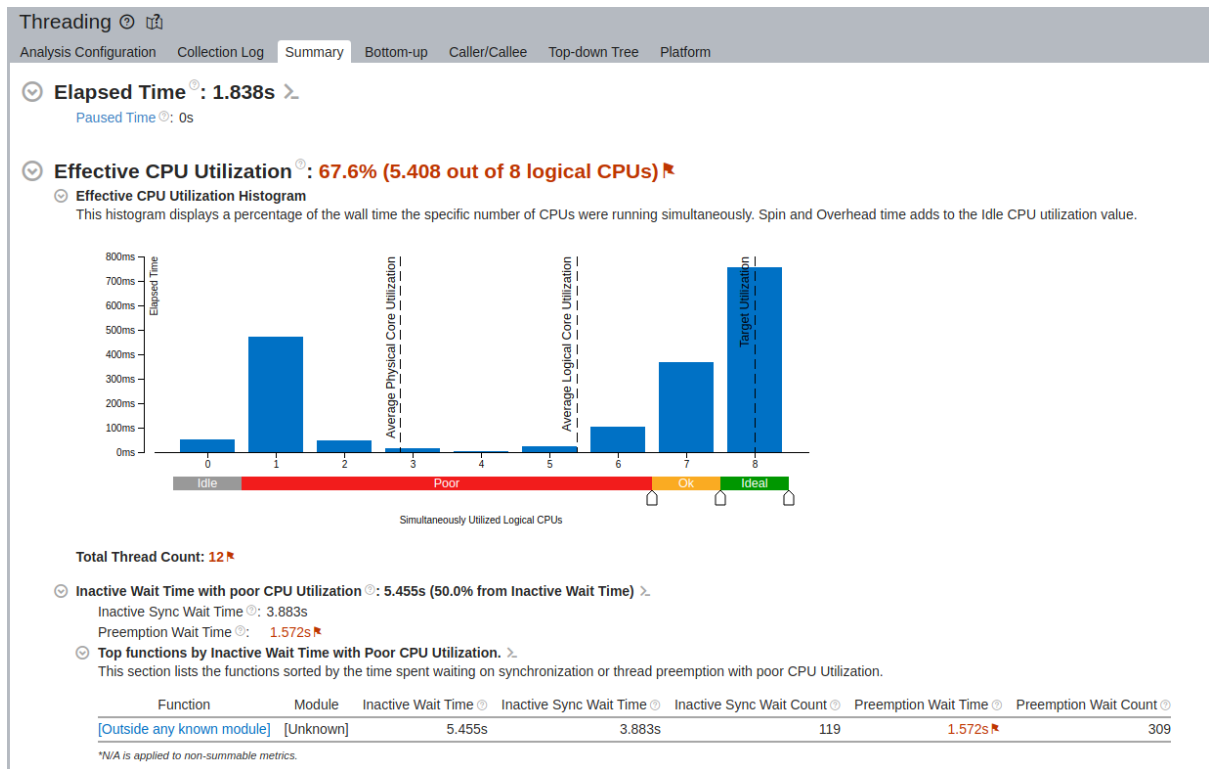 Threading
Analysis Configuration Collection Log Summary Bottom-up Caller/Callee Top-down Tree Platform
Elapsed Time: 1.838s
Paused Time: 0s
Effective CPU Utilization: 67.6% (5.408 out of 8 logical CPUs)
Effective CPU Utilization Histogram
This histogram displays a percentage of the wall time the specific number of CPUs were running simultaneously. Spin and Overhead time adds to the Idle CPU utilization value.
800ms
700ms
600ms
500ms
400ms
300ms
200ms
100ms
0ms
Elapsed Time
Average Physical Core Utilization
Average Logical Core Utilization
Target Utilization
0 1 2 3 4 5 6 7 8
Idle Poor Ok Ideal
Simultaneously Utilized Logical CPUs
Total Thread Count: 12
Inactive Wait Time with poor CPU Utilization: 5.455s (50.0% from Inactive Wait Time)
Inactive Sync Wait Time: 3.883s
Preemption Wait Time: 1.572s
Top functions by Inactive Wait Time with Poor CPU Utilization.
This section lists the functions sorted by the time spent waiting on synchronization or thread preemption with poor CPU Utilization.
Function Module Inactive Wait Time Inactive Sync Wait Time Inactive Sync Wait Count Preemption Wait Time Preemption Wait Count
[Outside any known module] [Unknown] 5.455s 3.883s 119 1.572s 309
*N/A is applied to non-summable metrics.